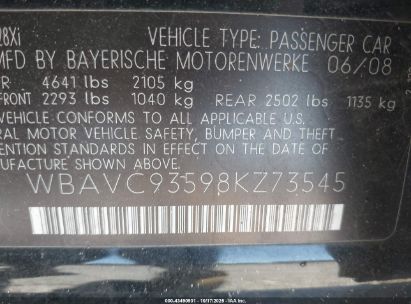 28Xi VEHICLE TYPE: PASSENGER CAR
MFD BY BAYERISCHE MOTORENWERKE 06/08
R 4641 lbs 2105 kg
FRONT 2293 lbs 1040 kg REAR 2502 lbs 1135 kg
VEHICLE CONFORMS TO ALL APPLICABLE
RAL MOTOR VEHICLE SAFETY, BUMPER AND THEFT
ENTION STANDARDS IN EFFECT ON THE DATE OF
UFACTURE SHOWN ABOVE
WBAVC93598KZ73545